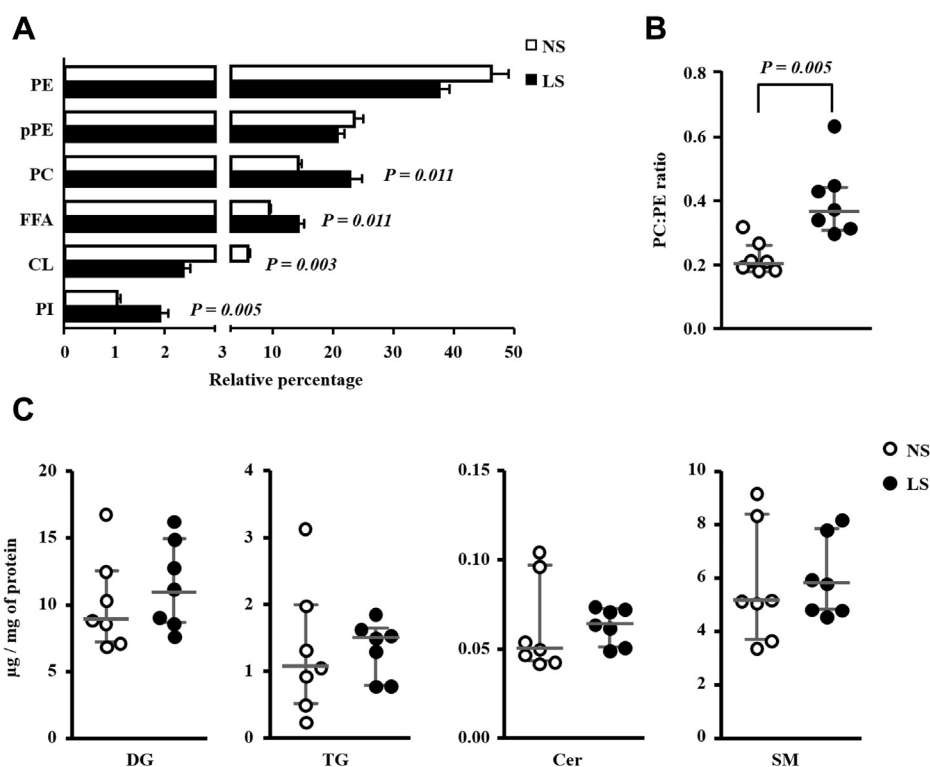 A
NS
LS
PE
pPE
PC
P = 0.011
FFA
P = 0.011
CL
P = 0.003
PI
P = 0.005
0 1 2 3 10 20 30 40 50
Relative percentage
B
P = 0.005
0.8
0.6
0.4
0.2
0.0
PC:PE ratio
C
NS
LS
µg / mg of protein
20
15
10
5
0
DG
4
3
2
1
0
TG
0.15
0.10
0.05
0.00
Cer
10
8
6
4
2
0
SM